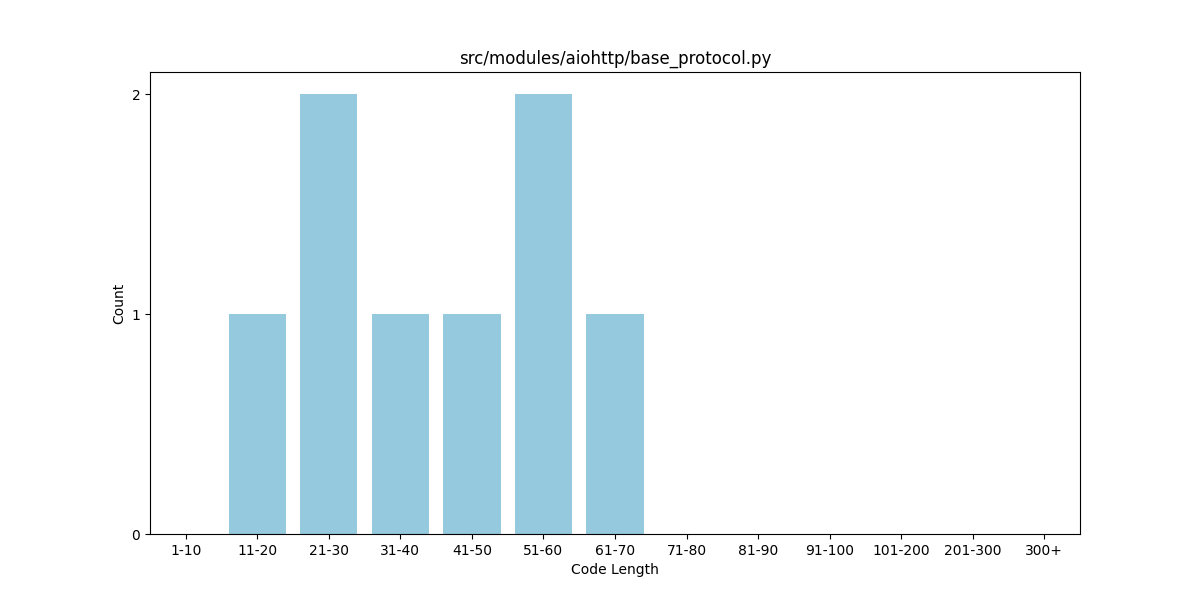 src/modules/aiohttp/base_protocol.py
2
1
0
Count
1-10 11-20 21-30 31-40 41-50 51-60 61-70 71-80 81-90 91-100 101-200 201-300 300+
Code Length